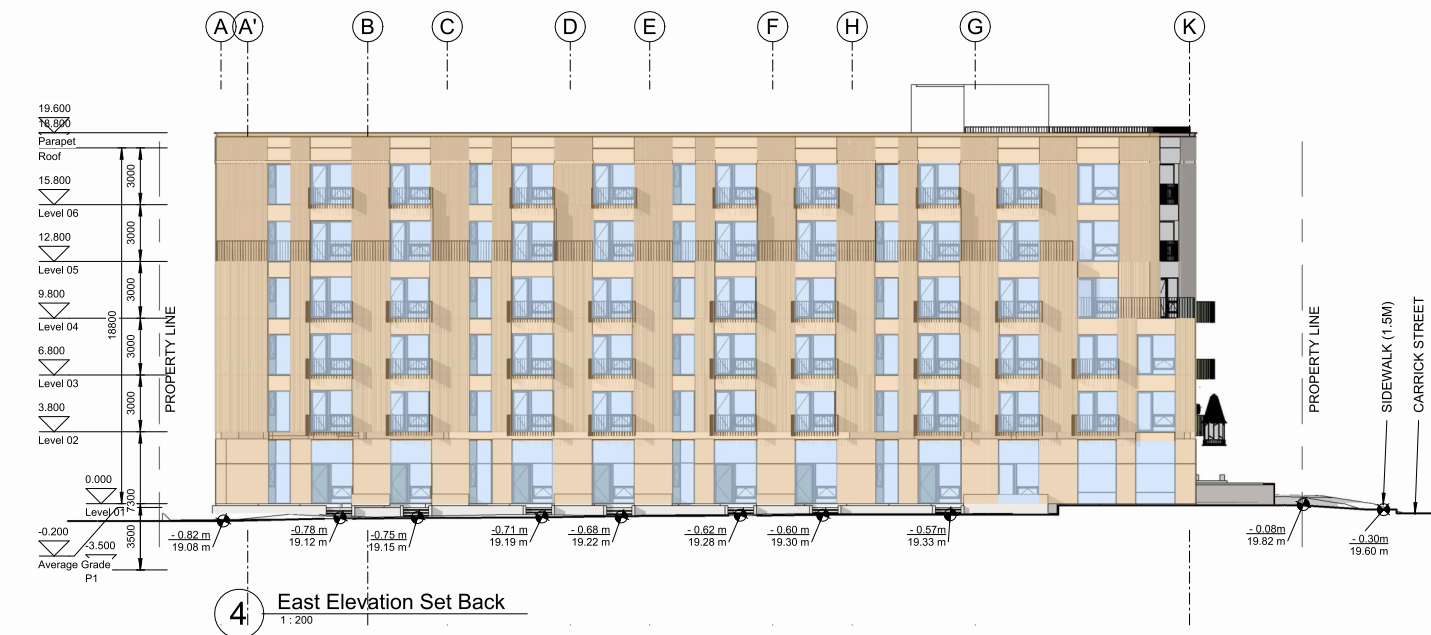 A A' B C D E F H G K
19.600
18.800
Parapet
Roof
15.800
Level 06
12.800
Level 05
9.800
Level 04
6.800
Level 03
3.800
Level 02
0.000
Level 01
-0.200
Average Grade
-3.500
P1
3000
3000
3000
3000
3000
18800
7300
3500
PROPERTY LINE
PROPERTY LINE
SIDEWALK (1.5M)
CARRICK STREET
- 0.82 m
19.08 m
-0.78 m
19.12 m
-0.75 m
19.15 m
-0.71 m
19.19 m
-0.68 m
19.22 m
-0.62 m
19.28 m
-0.60 m
19.30 m
-0.57m
19.33 m
-0.08m
19.82 m
- 0.30m
19.60 m
4 East Elevation Set Back
1 : 200